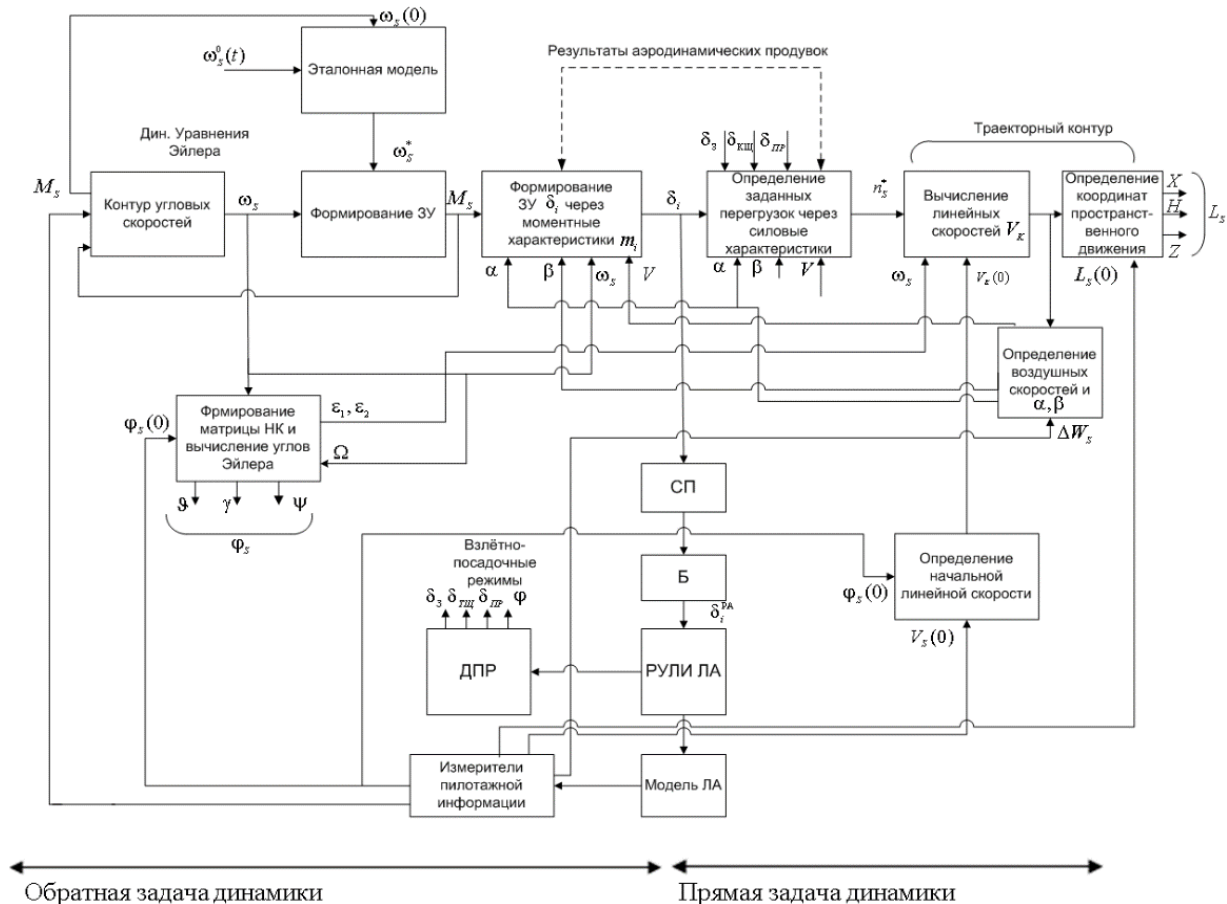 ω_s(0)
ω_s^0(t)
Эталонная модель
Результаты аэродинамических продувок
Дин. Уравнения
Эйлера
ω_s^*
Траекторный контур
δ_З δ_КЩ δ_ПР
M_s
Контур угловых
скоростей
ω_s
Формирование ЗУ
M_s
Формирование
ЗУ δ_i через
моментные
характеристики m_i
δ_i
Определение
заданных
перегрузок через
силовые
характеристики
n_s^*
Вычисление
линейных
скоростей V_K
Определение
координат
пространст-
венного
движения
X
H
Z
L_s
α β ω_s V
α β V
ω_s
V_K(0)
L_s(0)
Определение
воздушных
скоростей и
α, β
ΔW_s
φ_s(0)
Фрмирование
матрицы НК и
вычисление углов
Эйлера
ε_1, ε_2
Ω
ϑ γ Ψ
φ_s
СП
Взлётно-
посадочные
режимы
δ_З δ_ТЩ δ_ПР φ
Б
δ_i^РА
Определение
начальной
линейной скорости
φ_s(0)
V_s(0)
ДПР
РУЛИ ЛА
Измерители
пилотажной
информации
Модель ЛА
Обратная задача динамики
Прямая задача динамики